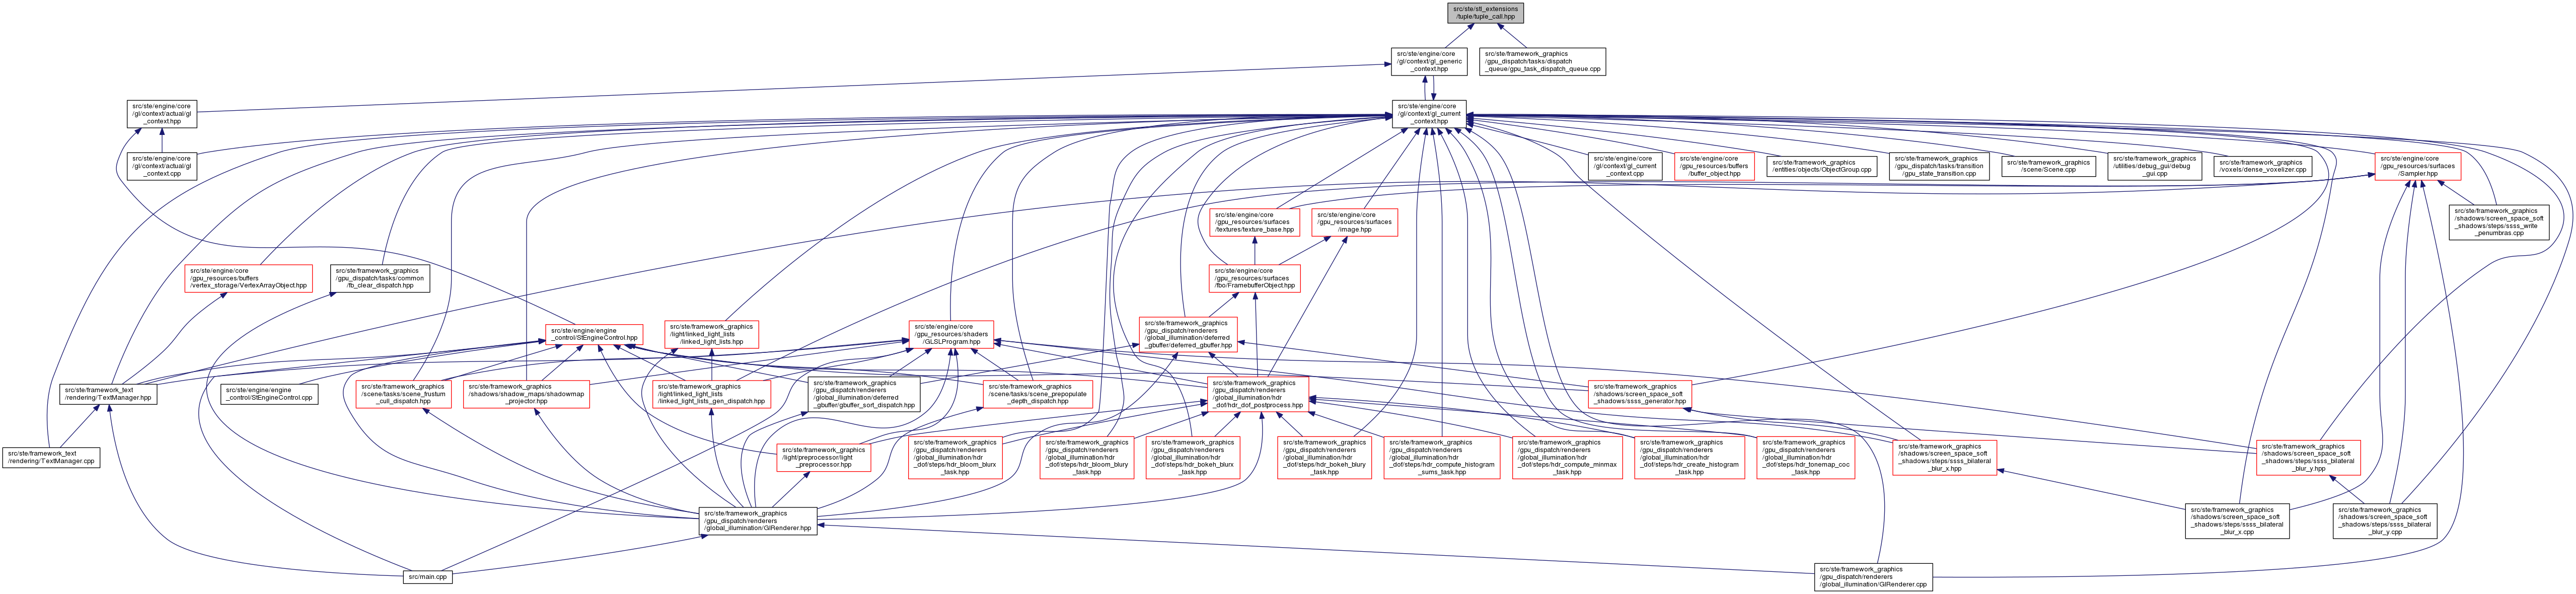 src/ste/stl_extensions
/tuple/tuple_call.hpp
src/ste/engine/core
/gl/context/gl_generic
_context.hpp
src/ste/framework_graphics
/gpu_dispatch/tasks/dispatch
_queue/gpu_task_dispatch_queue.cpp
src/ste/engine/core
/gl/context/actual/gl
_context.hpp
src/ste/engine/core
/gl/context/gl_current
_context.hpp
src/ste/engine/core
/gl/context/actual/gl
_context.cpp
src/ste/engine/core
/gl/context/gl_current
_context.cpp
src/ste/engine/core
/gpu_resources/buffers
/buffer_object.hpp
src/ste/framework_graphics
/entities/objects/ObjectGroup.cpp
src/ste/framework_graphics
/gpu_dispatch/tasks/transition
/gpu_state_transition.cpp
src/ste/framework_graphics
/scene/Scene.cpp
src/ste/framework_graphics
/utilities/debug_gui/debug
_gui.cpp
src/ste/framework_graphics
/voxels/dense_voxelizer.cpp
src/ste/engine/core
/gpu_resources/surfaces
/Sampler.hpp
src/ste/engine/core
/gpu_resources/surfaces
/textures/texture_base.hpp
src/ste/engine/core
/gpu_resources/surfaces
/image.hpp
src/ste/framework_graphics
/shadows/screen_space_soft
_shadows/steps/ssss_write
_penumbras.cpp
src/ste/engine/core
/gpu_resources/buffers
/vertex_storage/VertexArrayObject.hpp
src/ste/framework_graphics
/gpu_dispatch/tasks/common
/fb_clear_dispatch.hpp
src/ste/engine/core
/gpu_resources/surfaces
/fbo/FramebufferObject.hpp
src/ste/engine/engine
_control/StEngineControl.hpp
src/ste/framework_graphics
/light/linked_light_lists
/linked_light_lists.hpp
src/ste/engine/core
/gpu_resources/shaders
/GLSLProgram.hpp
src/ste/framework_graphics
/gpu_dispatch/renderers
/global_illumination/deferred
_gbuffer/deferred_gbuffer.hpp
src/ste/framework_text
/rendering/TextManager.hpp
src/ste/engine/engine
_control/StEngineControl.cpp
src/ste/framework_graphics
/scene/tasks/scene_frustum
_cull_dispatch.hpp
src/ste/framework_graphics
/shadows/shadow_maps/shadowmap
_projector.hpp
src/ste/framework_graphics
/light/linked_light_lists
/linked_light_lists_gen_dispatch.hpp
src/ste/framework_graphics
/gpu_dispatch/renderers
/global_illumination/deferred
_gbuffer/gbuffer_sort_dispatch.hpp
src/ste/framework_graphics
/scene/tasks/scene_prepopulate
_depth_dispatch.hpp
src/ste/framework_graphics
/gpu_dispatch/renderers
/global_illumination/hdr
_dof/hdr_dof_postprocess.hpp
src/ste/framework_graphics
/shadows/screen_space_soft
_shadows/ssss_generator.hpp
src/ste/framework_text
/rendering/TextManager.cpp
src/ste/framework_graphics
/light/preprocessor/light
_preprocessor.hpp
src/ste/framework_graphics
/gpu_dispatch/renderers
/global_illumination/hdr
_dof/steps/hdr_bloom_blurx
_task.hpp
src/ste/framework_graphics
/gpu_dispatch/renderers
/global_illumination/hdr
_dof/steps/hdr_bloom_blury
_task.hpp
src/ste/framework_graphics
/gpu_dispatch/renderers
/global_illumination/hdr
_dof/steps/hdr_bokeh_blurx
_task.hpp
src/ste/framework_graphics
/gpu_dispatch/renderers
/global_illumination/hdr
_dof/steps/hdr_bokeh_blury
_task.hpp
src/ste/framework_graphics
/gpu_dispatch/renderers
/global_illumination/hdr
_dof/steps/hdr_compute_histogram
_sums_task.hpp
src/ste/framework_graphics
/gpu_dispatch/renderers
/global_illumination/hdr
_dof/steps/hdr_compute_minmax
_task.hpp
src/ste/framework_graphics
/gpu_dispatch/renderers
/global_illumination/hdr
_dof/steps/hdr_create_histogram
_task.hpp
src/ste/framework_graphics
/gpu_dispatch/renderers
/global_illumination/hdr
_dof/steps/hdr_tonemap_coc
_task.hpp
src/ste/framework_graphics
/shadows/screen_space_soft
_shadows/steps/ssss_bilateral
_blur_x.hpp
src/ste/framework_graphics
/shadows/screen_space_soft
_shadows/steps/ssss_bilateral
_blur_y.hpp
src/ste/framework_graphics
/gpu_dispatch/renderers
/global_illumination/GIRenderer.hpp
src/ste/framework_graphics
/shadows/screen_space_soft
_shadows/steps/ssss_bilateral
_blur_x.cpp
src/ste/framework_graphics
/shadows/screen_space_soft
_shadows/steps/ssss_bilateral
_blur_y.cpp
src/main.cpp
src/ste/framework_graphics
/gpu_dispatch/renderers
/global_illumination/GIRenderer.cpp